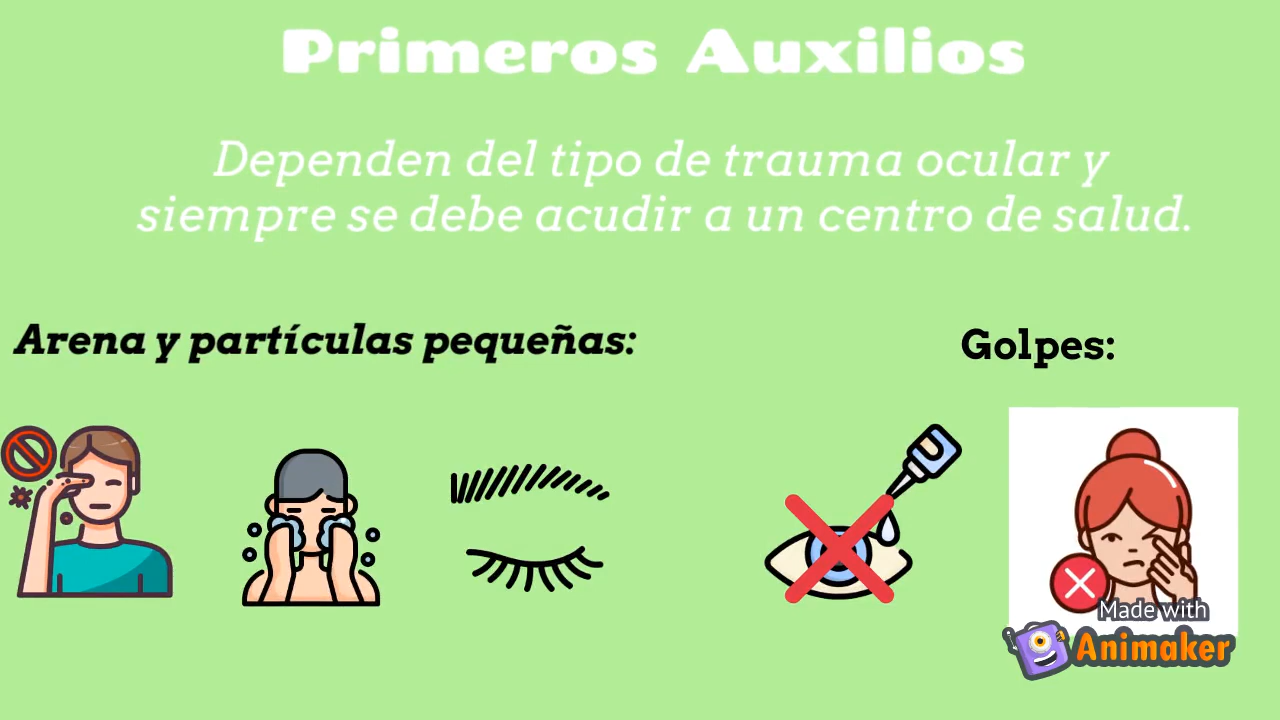 Primeros Auxilios
Dependen del tipo de trauma ocular y
siempre se debe acudir a un centro de salud.
Arena y partículas pequeñas:
Golpes:
Made with
Animaker